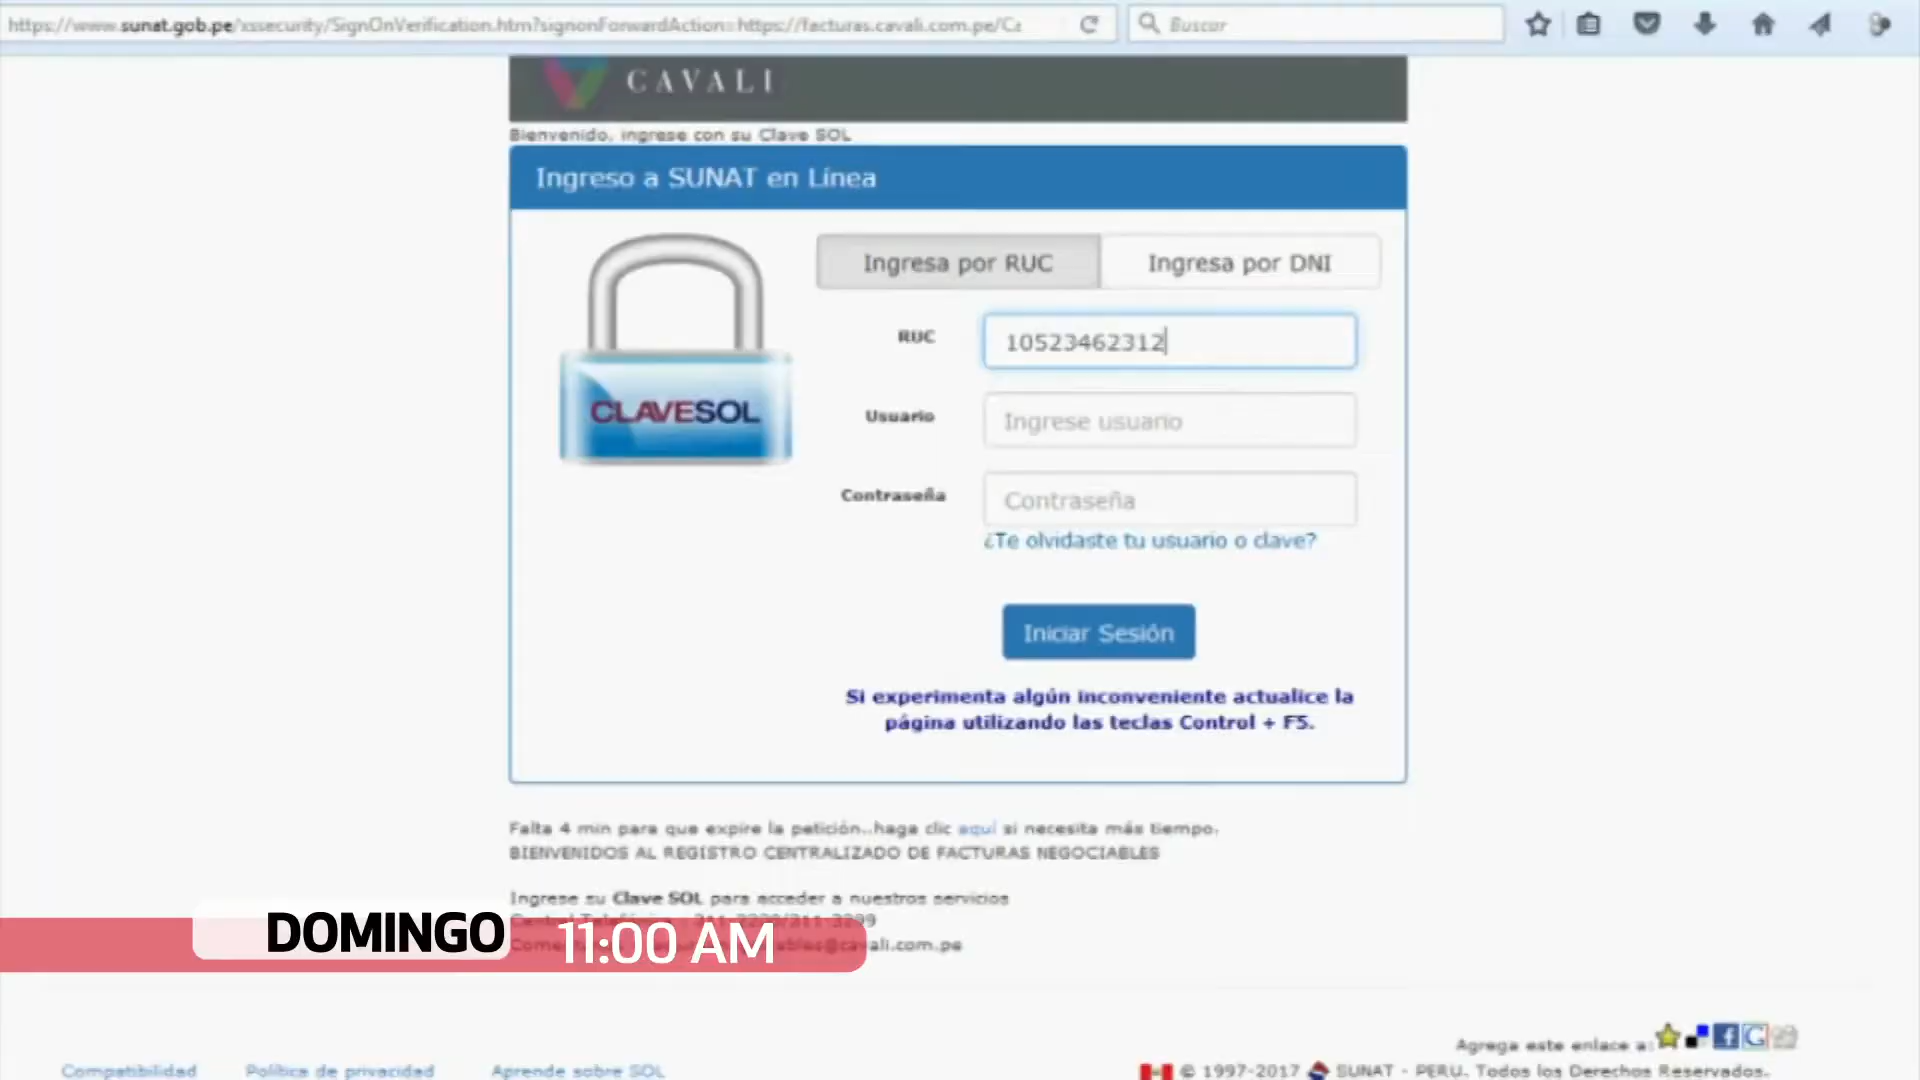 https://www.sunat.gob.pe/xssecurity/SignOnVerification.htm?signonForwardAction=https://facturas.cavali.com.pe/Ca
Buscar
CAVALI
Bienvenido, ingrese con su Clave SOL
Ingreso a SUNAT en Línea
Ingresa por RUC
Ingresa por DNI
RUC
10523462312
CLAVESOL
Usuario
Ingrese usuario
Contraseña
Contraseña
¿Te olvidaste tu usuario o clave?
Iniciar Sesión
Si experimenta algún inconveniente actualice la
página utilizando las teclas Control + F5.
Falta 4 min para que expire la petición..haga clic aquí si necesita más tiempo.
BIENVENIDOS AL REGISTRO CENTRALIZADO DE FACTURAS NEGOCIABLES
Ingrese su Clave SOL para acceder a nuestros servicios
DOMINGO
11:00 AM
cavali.com.pe
Agrega este enlace a:
Compatibilidad
Política de privacidad
Aprende sobre SOL
© 1997-2017 SUNAT - PERU. Todos los Derechos Reservados.